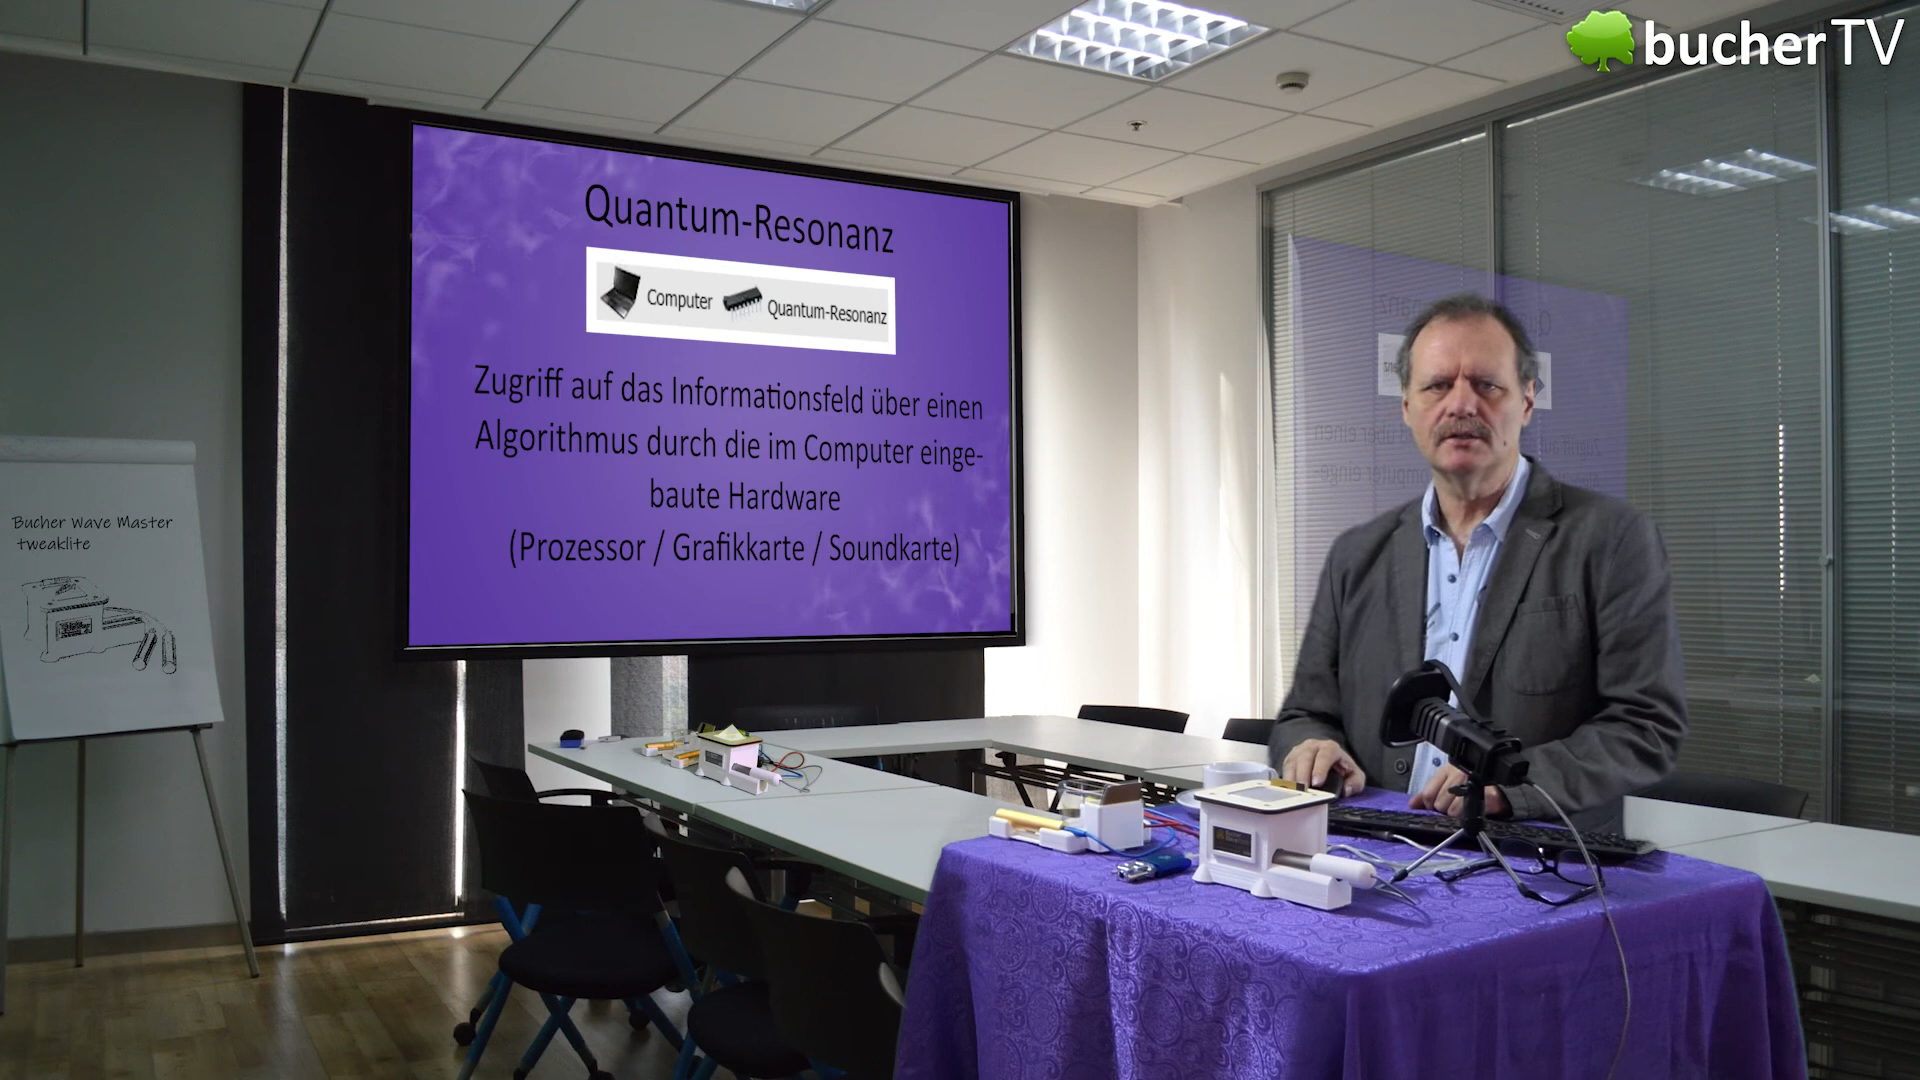 bucherTV
Quantum-Resonanz
Computer Quantum-Resonanz
Zugriff auf das Informationsfeld über einen
Algorithmus durch die im Computer einge-
baute Hardware
(Prozessor / Grafikkarte / Soundkarte)
Bucher Wave Master
tweaklite